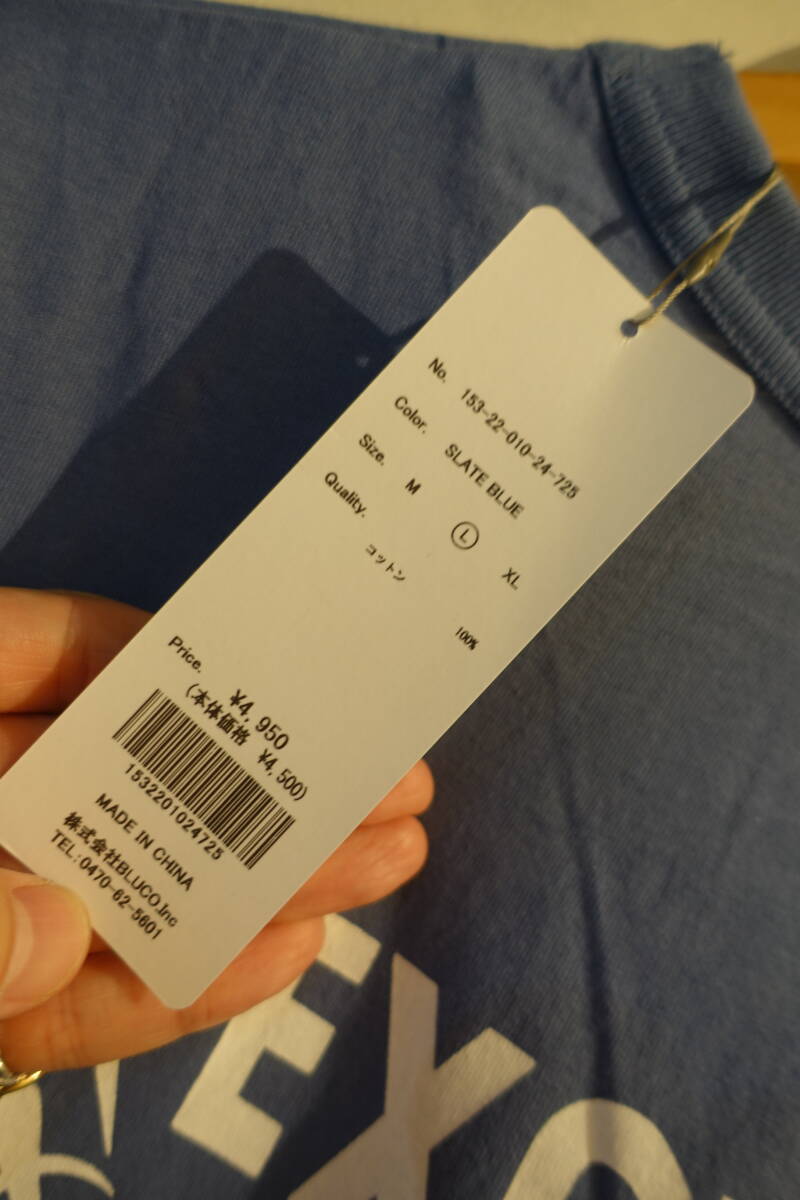 No. 153-22-010-24-725
Color. SLATE BLUE
Size. M L XL
Quality.
コットン 100%
Price. ¥4,950
(本体価格 ¥4,500)
1532201024725
MADE IN CHINA
株式会社BLUCO.Inc
TEL:0470-62-5601
EXO